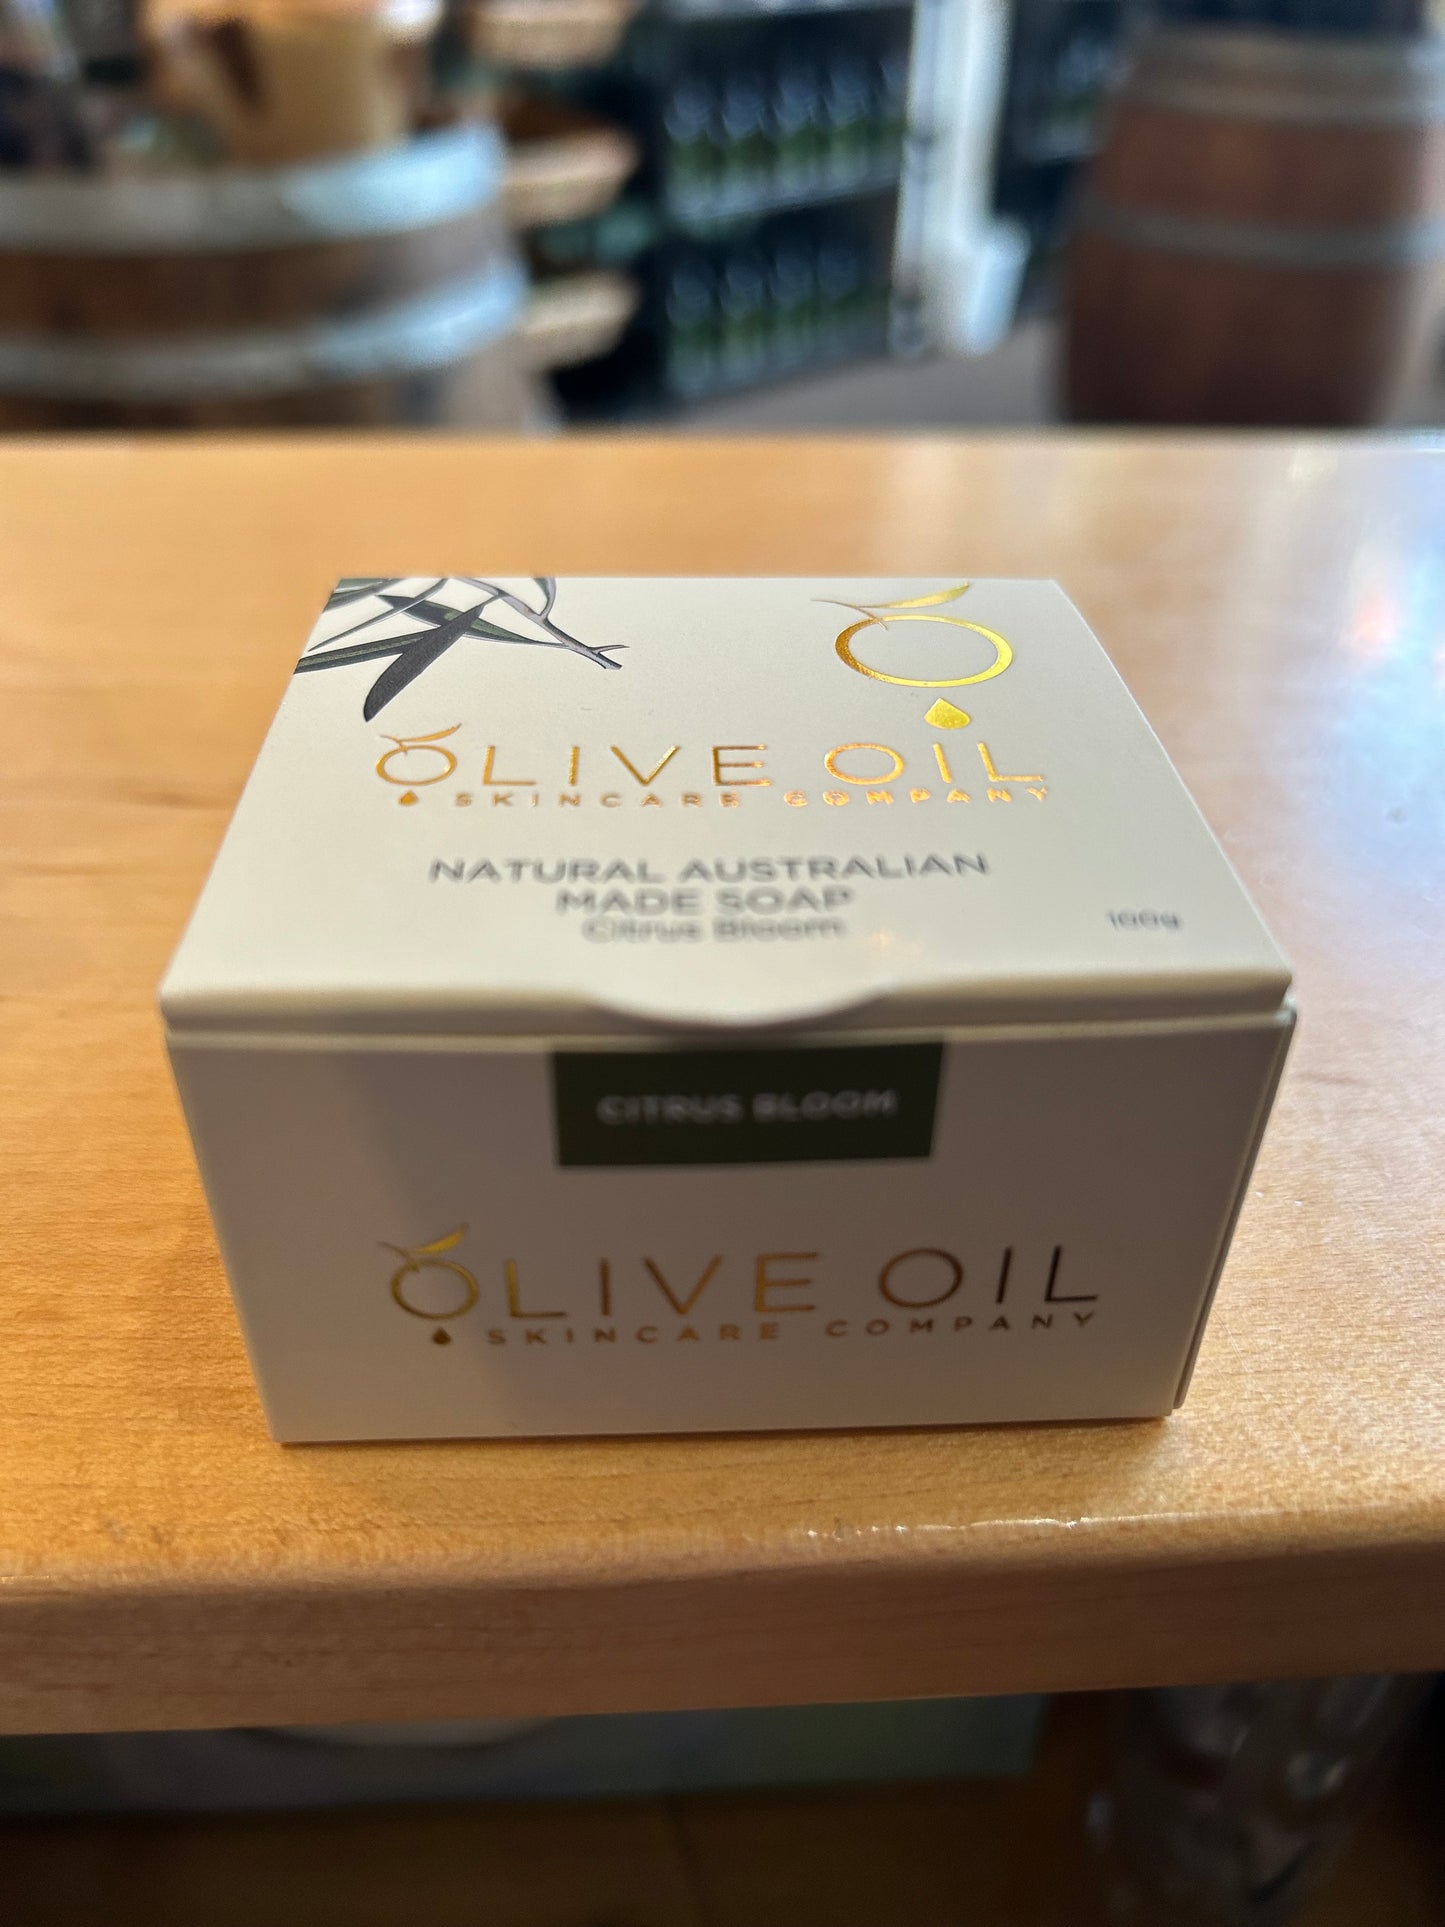 OLIVE OIL
SKINCARE COMPANY
NATURAL AUSTRALIAN
MADE SOAP
Citrus Bloom
100g
CITRUS BLOOM
OLIVE OIL
SKINCARE COMPANY